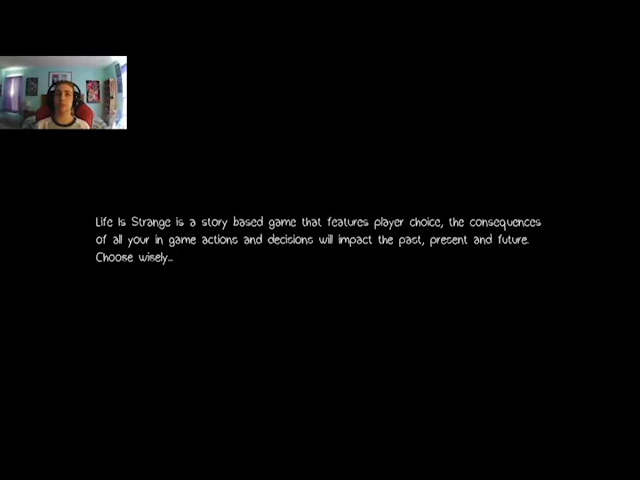 Life Is Strange is a story based game that features player choice, the consequences
of all your in game actions and decisions will impact the past, present and future.
Choose wisely...